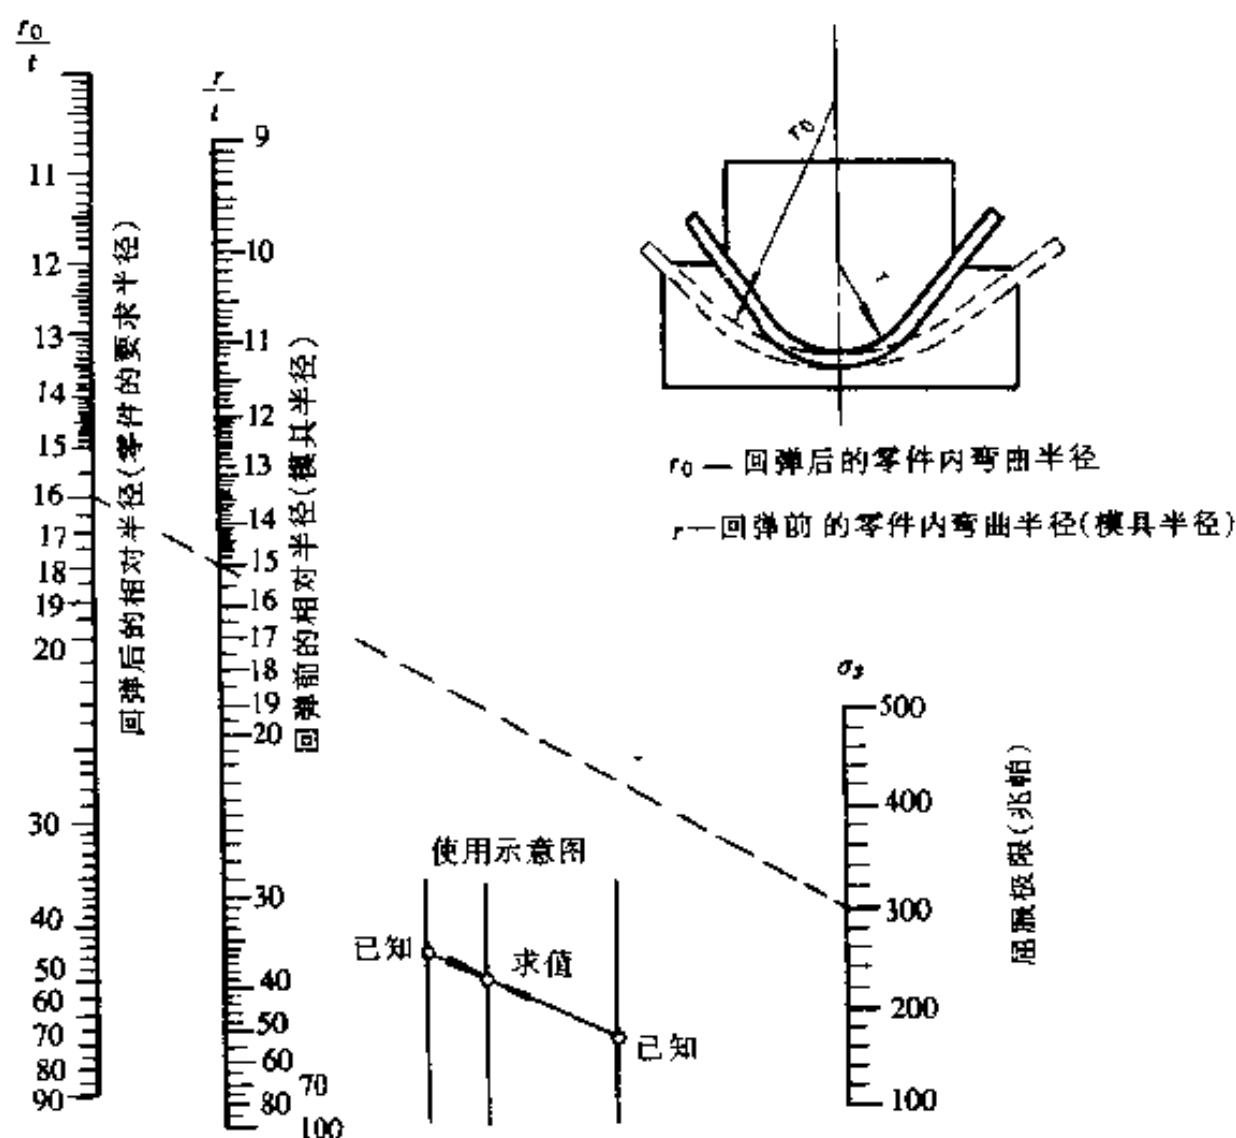 r₀/t
11
12
13
14
15
16
17
18
19
20
30
40
50
60
70
80
90
回弹后的相对半径(零件的要求半径)
r/t
9
10
11
12
13
14
15
16
17
18
19
20
30
40
50
60
70
80
100
回弹前的相对半径(模具半径)
r₀
r
r₀—回弹后的零件内弯曲半径
r—回弹前的零件内弯曲半径(模具半径)
使用示意图
已知
求值
已知
σₛ
500
400
300
200
100
屈服极限(兆帕)